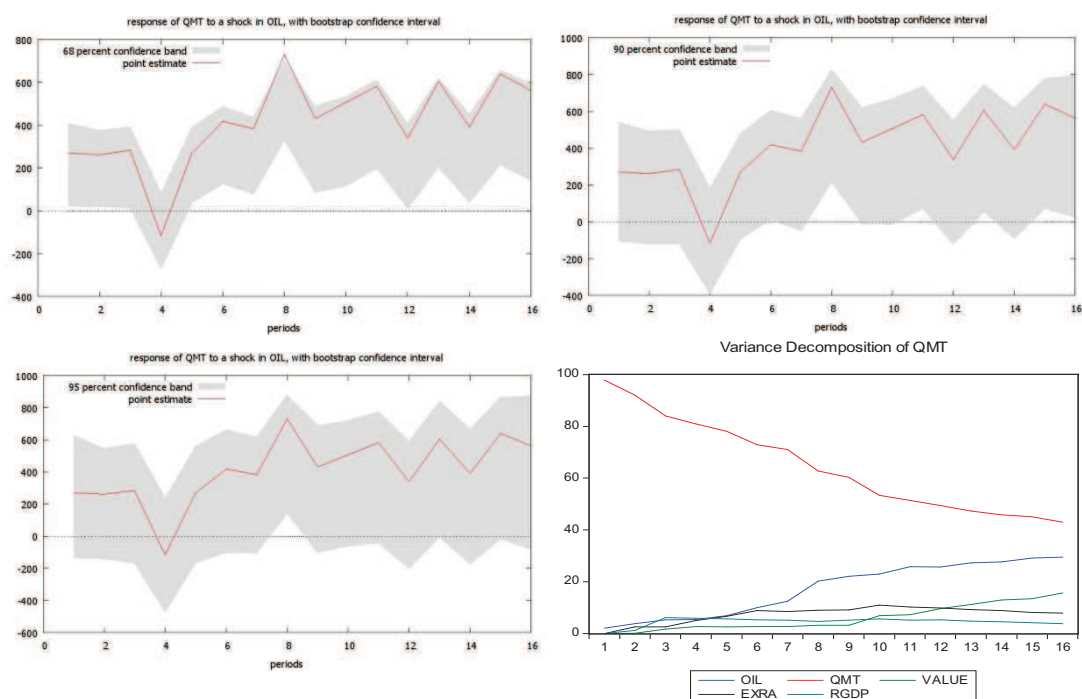 response of QMT to a shock in OIL, with bootstrap confidence interval
800
600
400
200
0
-200
-400
68 percent confidence band
point estimate
0 2 4 6 8 10 12 14 16
periods
response of QMT to a shock in OIL, with bootstrap confidence interval
1000
800
600
400
200
0
-200
-400
90 percent confidence band
point estimate
0 2 4 6 8 10 12 14 16
periods
response of QMT to a shock in OIL, with bootstrap confidence interval
1000
800
600
400
200
0
-200
-400
-600
95 percent confidence band
point estimate
0 2 4 6 8 10 12 14 16
periods
Variance Decomposition of QMT
100
80
60
40
20
0
1 2 3 4 5 6 7 8 9 10 11 12 13 14 15 16
OIL QMT VALUE
EXRA RGDP